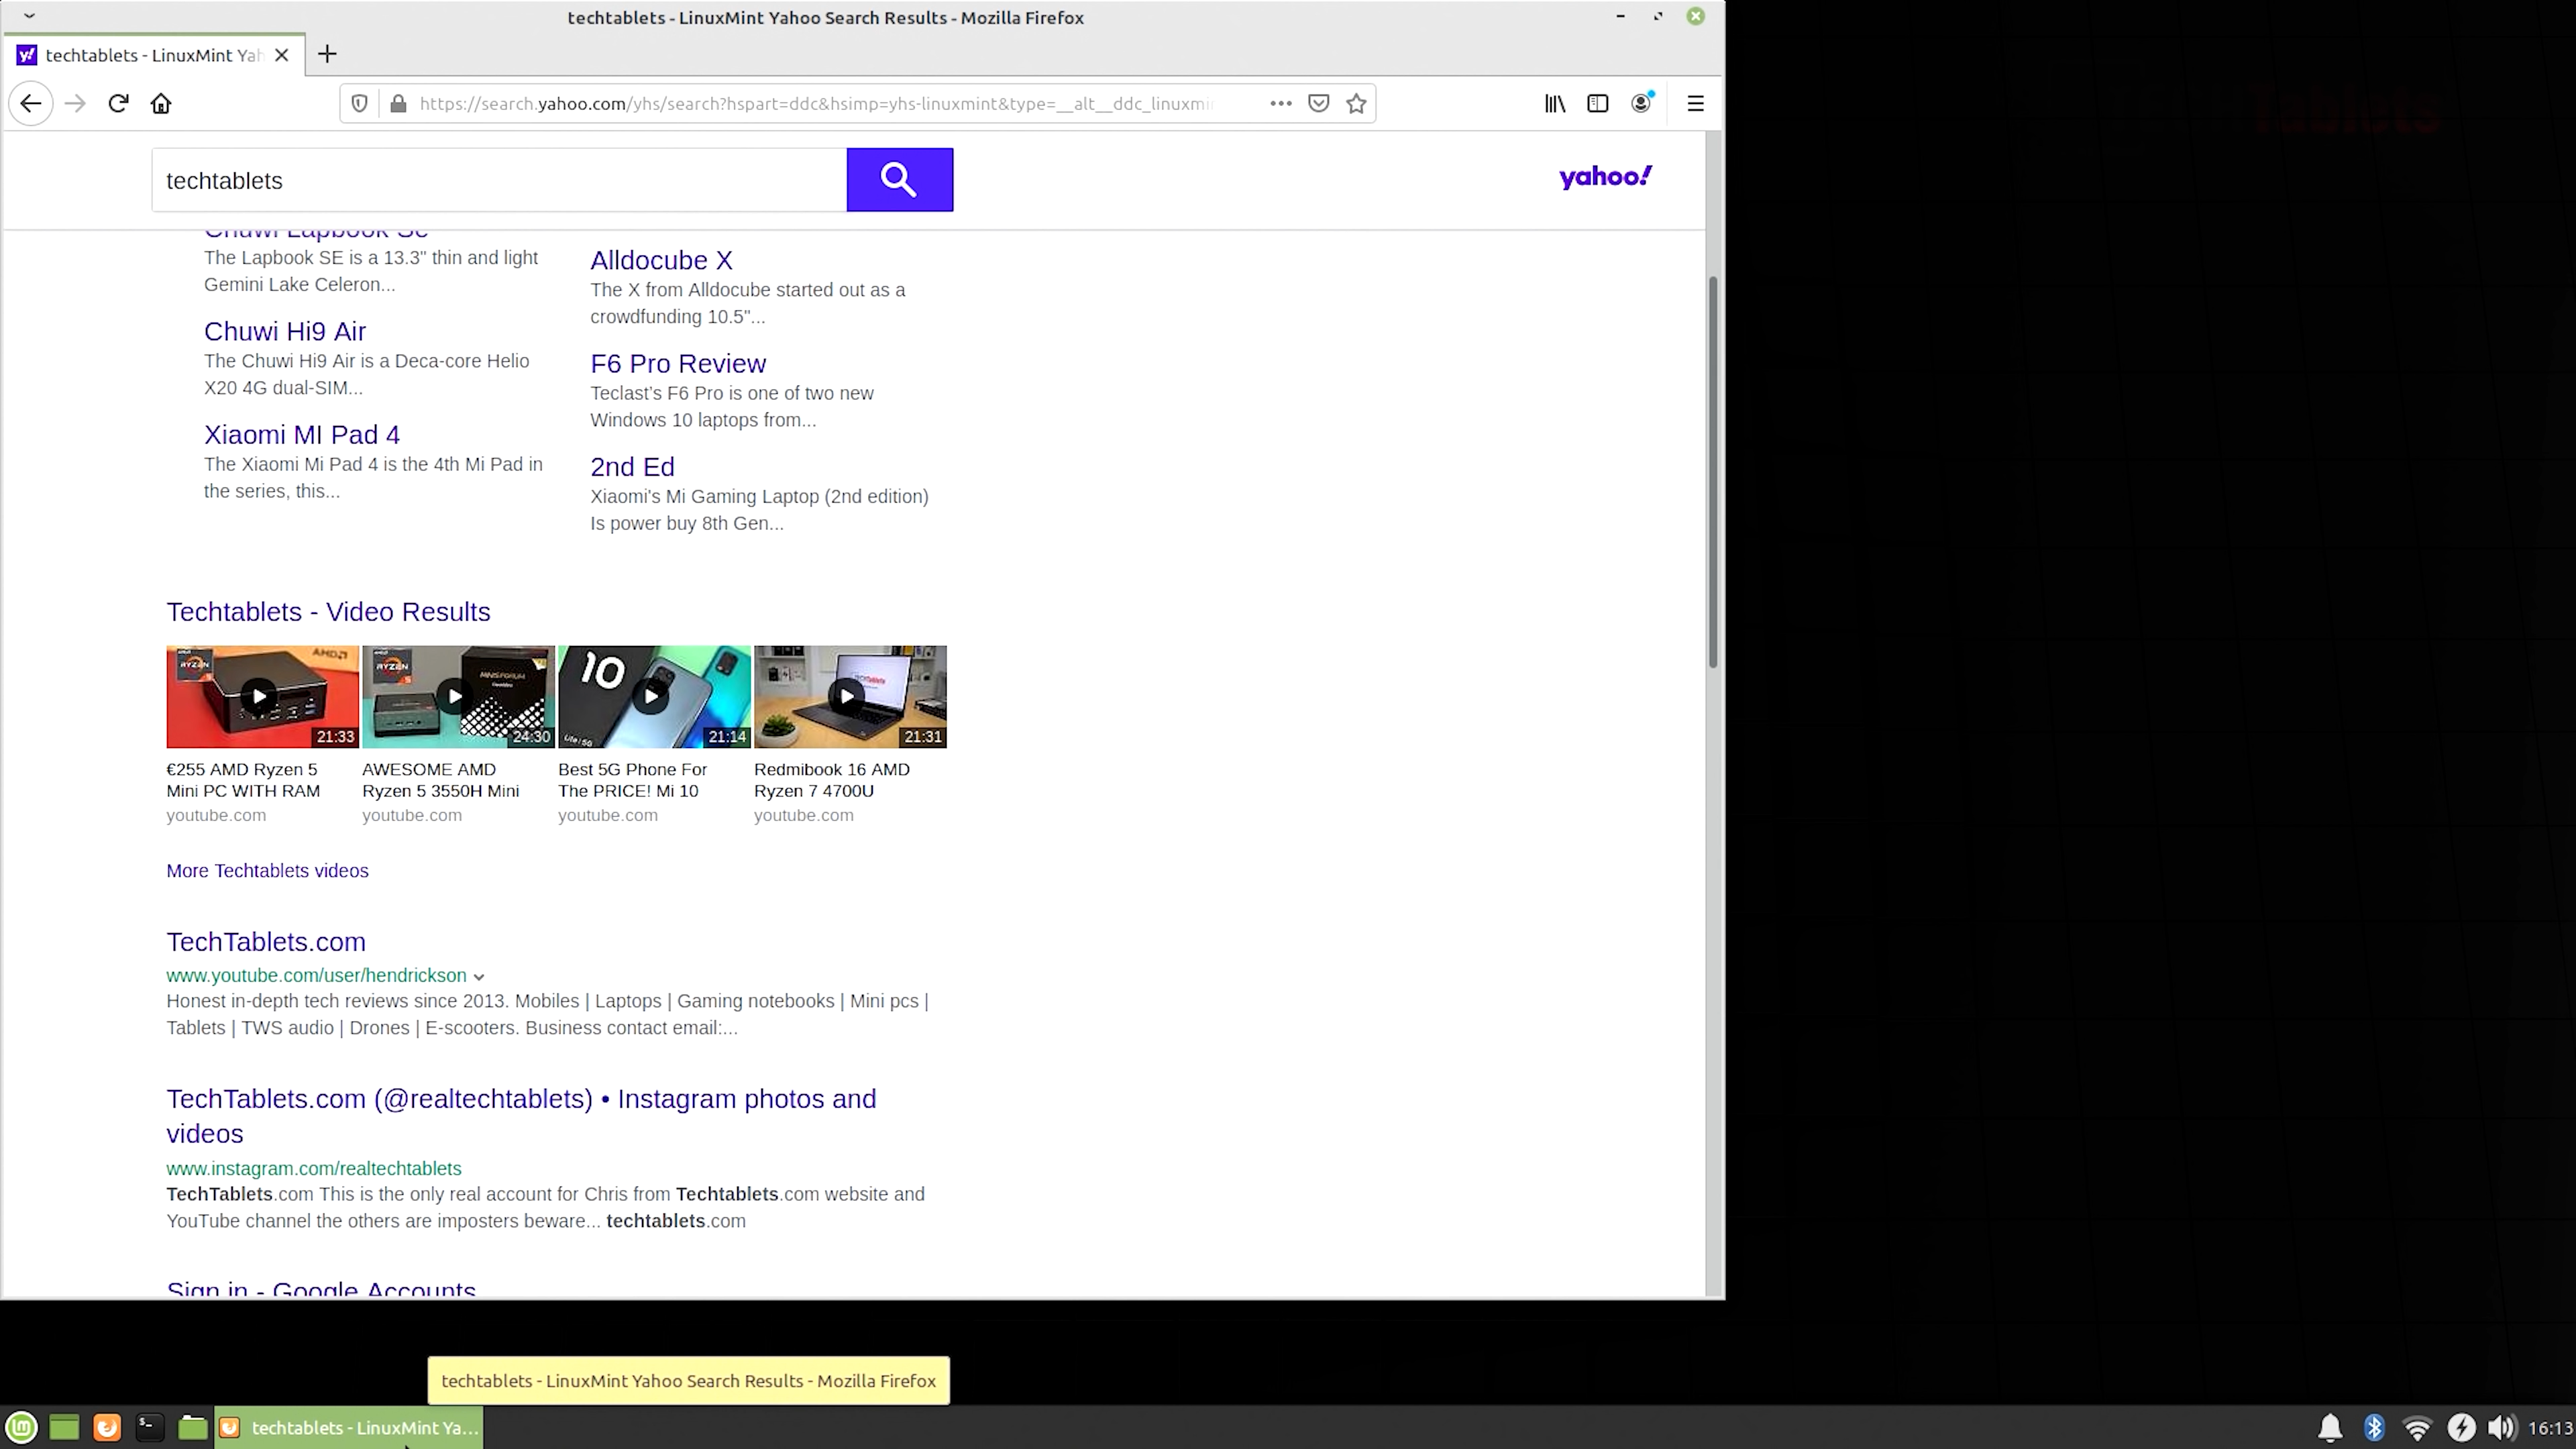 techtablets - LinuxMint Yahoo Search Results - Mozilla Firefox
techtablets - LinuxMint Yah
https://search.yahoo.com/yhs/search?hspart=ddc&hsimp=yhs-linuxmint&type=__alt__ddc_linuxmi
techtablets
yahoo!
Chuwi Lapbook Se
The Lapbook SE is a 13.3" thin and light
Gemini Lake Celeron...
Chuwi Hi9 Air
The Chuwi Hi9 Air is a Deca-core Helio
X20 4G dual-SIM...
Xiaomi MI Pad 4
The Xiaomi Mi Pad 4 is the 4th Mi Pad in
the series, this...
Alldocube X
The X from Alldocube started out as a
crowdfunding 10.5"...
F6 Pro Review
Teclast's F6 Pro is one of two new
Windows 10 laptops from...
2nd Ed
Xiaomi's Mi Gaming Laptop (2nd edition)
Is power buy 8th Gen...
Techtablets - Video Results
RYZEN
AMD
21:33
RYZEN
MINISFORUM
24:30
10
Lite 5G
21:14
21:31
€255 AMD Ryzen 5
Mini PC WITH RAM
youtube.com
AWESOME AMD
Ryzen 5 3550H Mini
youtube.com
Best 5G Phone For
The PRICE! Mi 10
youtube.com
Redmibook 16 AMD
Ryzen 7 4700U
youtube.com
More Techtablets videos
TechTablets.com
www.youtube.com/user/hendrickson
Honest in-depth tech reviews since 2013. Mobiles | Laptops | Gaming notebooks | Mini pcs |
Tablets | TWS audio | Drones | E-scooters. Business contact email:...
TechTablets.com (@realtechtablets) • Instagram photos and
videos
www.instagram.com/realtechtablets
TechTablets.com This is the only real account for Chris from Techtablets.com website and
YouTube channel the others are imposters beware... techtablets.com
Sign in - Google Accounts
techtablets - LinuxMint Yahoo Search Results - Mozilla Firefox
techtablets - LinuxMint Ya...
16:13